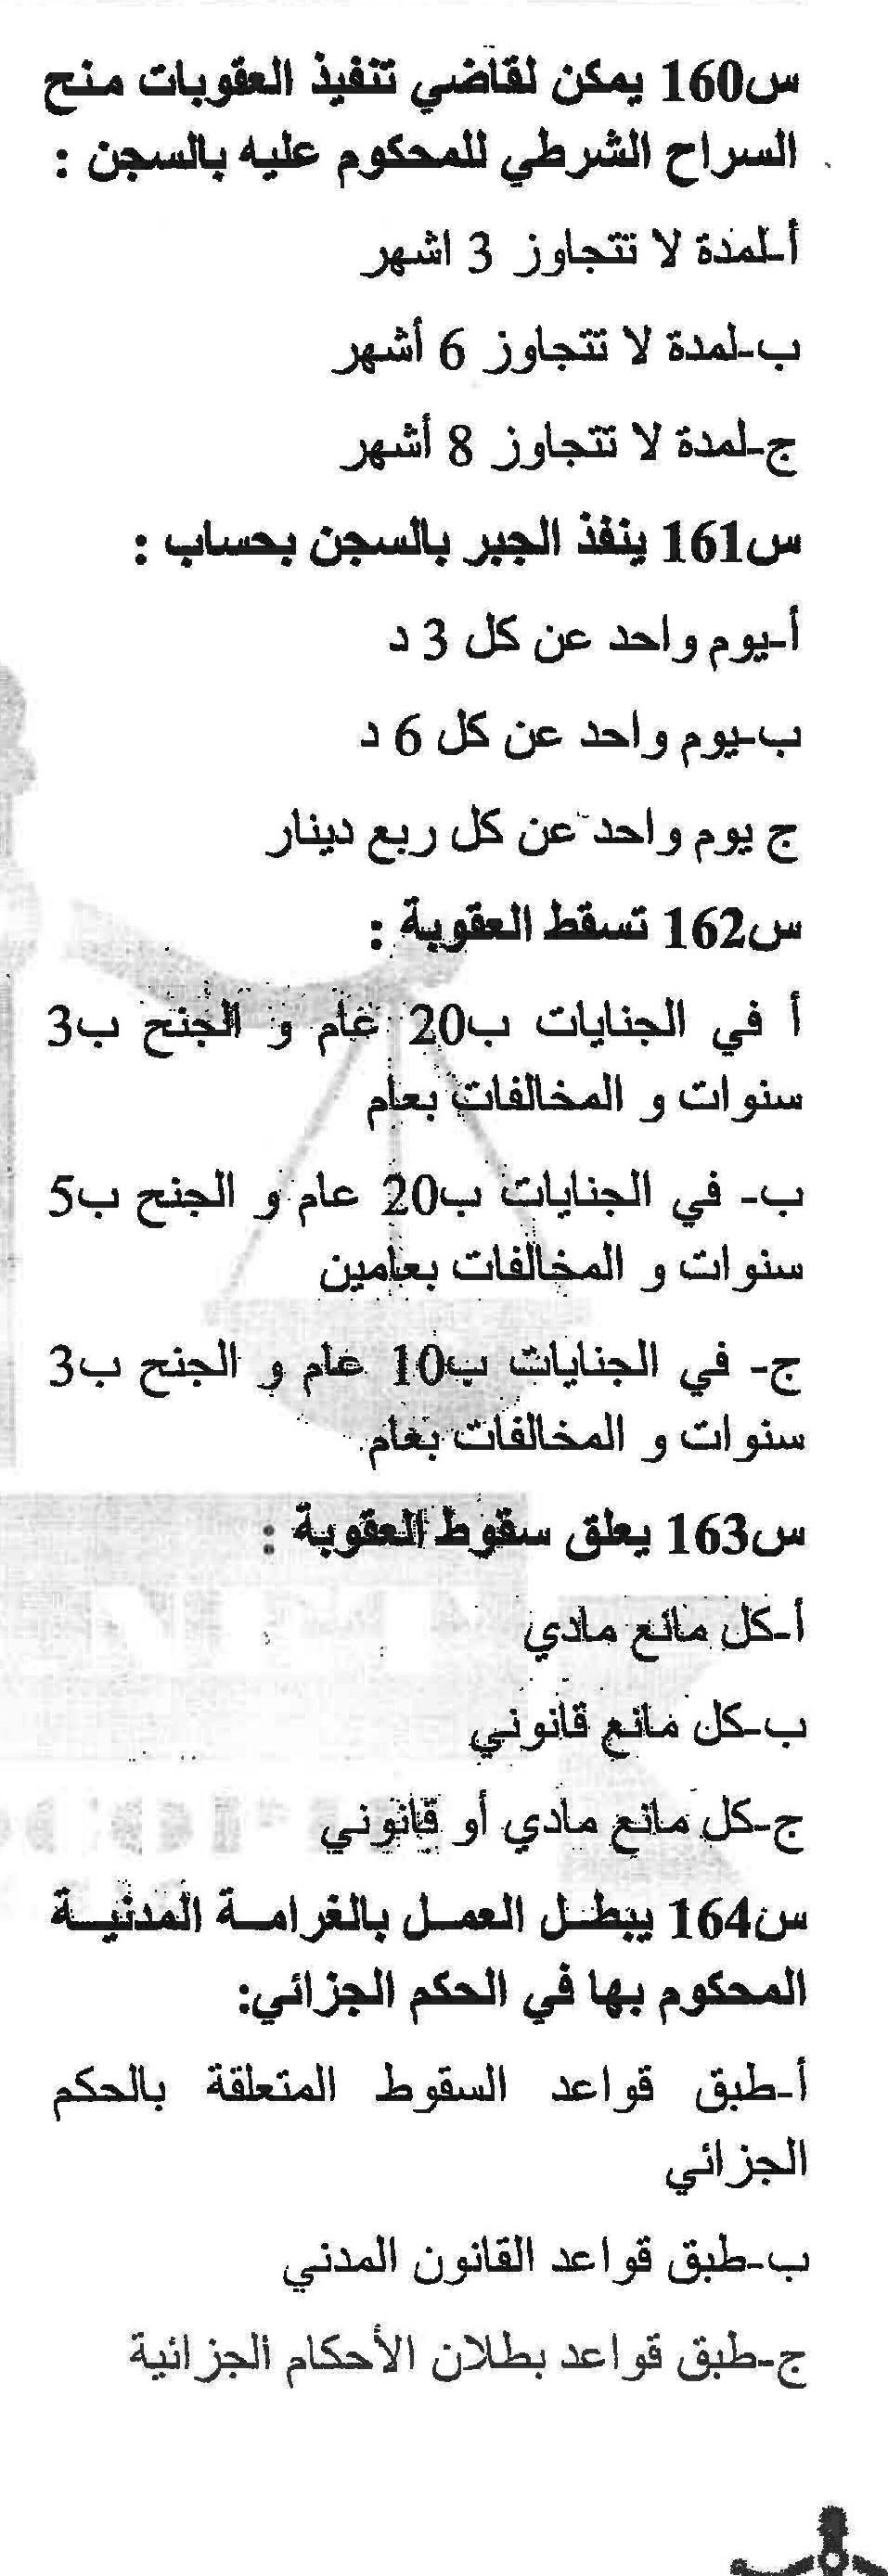 س160 يمكن لقاضي تنفيذ العقوبات منح
السراح الشرطي للمحكوم عليه بالسجن :
أ-لمدة لا تتجاوز 3 اشهر
ب-لمدة لا تتجاوز 6 أشهر
ج-لمدة لا تتجاوز 8 أشهر
س161 ينفذ الجبر بالسجن بحساب :
أ-يوم واحد عن كل 3 د
ب-يوم واحد عن كل 6 د
ج يوم واحد عن كل ربع دينار
س162 تسقط العقوبة :
أ في الجنايات ب20 عام و الجنح ب3
سنوات و المخالفات بعام
ب- في الجنايات ب20 عام و الجنح ب5
سنوات و المخالفات بعامين
ج- في الجنايات ب10 عام و الجنح ب3
سنوات و المخالفات بعام
س163 يعلق سقوط العقوبة :
أ-كل مانع مادي
ب-كل مانع قانوني
ج-كل مانع مادي أو قانوني
س164 يبطل العمل بالغرامة المدنية
المحكوم بها في الحكم الجزائي:
أ-طبق قواعد السقوط المتعلقة بالحكم
الجزائي
ب-طبق قواعد القانون المدني
ج-طبق قواعد بطلان الأحكام الجزائية